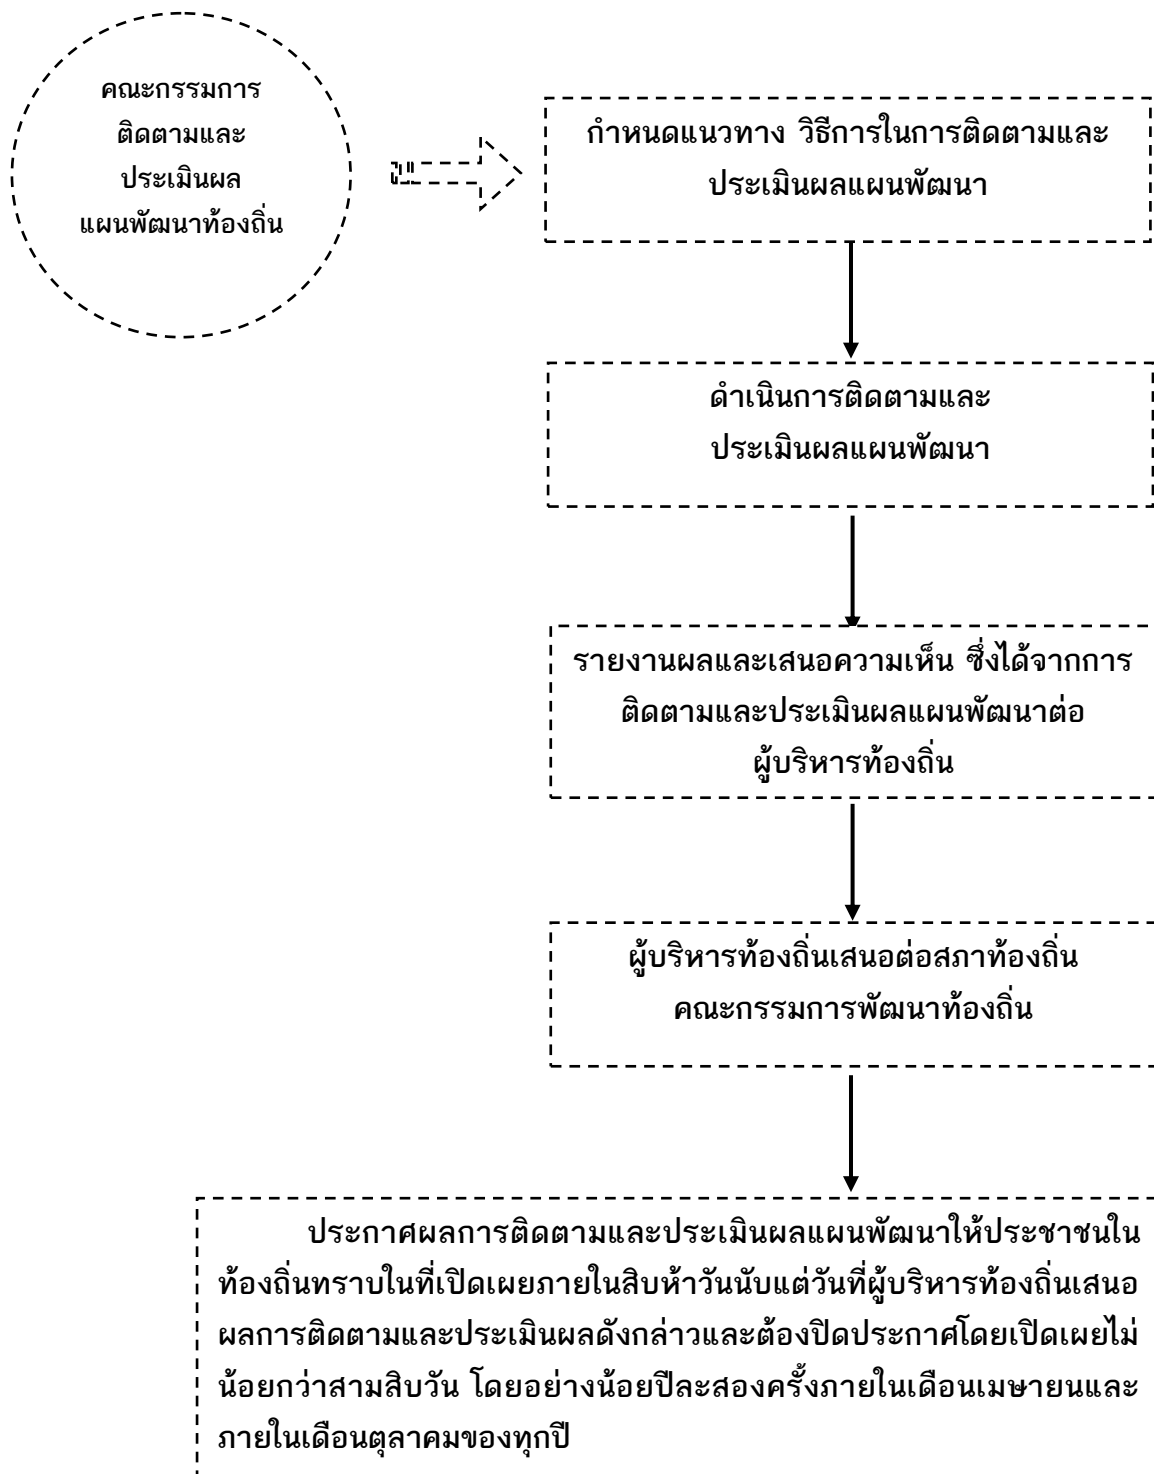 คณะกรรมการ
ติดตามและ
ประเมินผล
แผนพัฒนาท้องถิ่น
กำหนดแนวทาง วิธีการในการติดตามและ
ประเมินผลแผนพัฒนา
ดำเนินการติดตามและ
ประเมินผลแผนพัฒนา
รายงานผลและเสนอความเห็น ซึ่งได้จากการ
ติดตามและประเมินผลแผนพัฒนาต่อ
ผู้บริหารท้องถิ่น
ผู้บริหารท้องถิ่นเสนอต่อสภาท้องถิ่น
คณะกรรมการพัฒนาท้องถิ่น
ประกาศผลการติดตามและประเมินผลแผนพัฒนาให้ประชาชนใน
ท้องถิ่นทราบในที่เปิดเผยภายในสิบห้าวันนับแต่วันที่ผู้บริหารท้องถิ่นเสนอ
ผลการติดตามและประเมินผลดังกล่าวและต้องปิดประกาศโดยเปิดเผยไม่
น้อยกว่าสามสิบวัน โดยอย่างน้อยปีละสองครั้งภายในเดือนเมษายนและ
ภายในเดือนตุลาคมของทุกปี